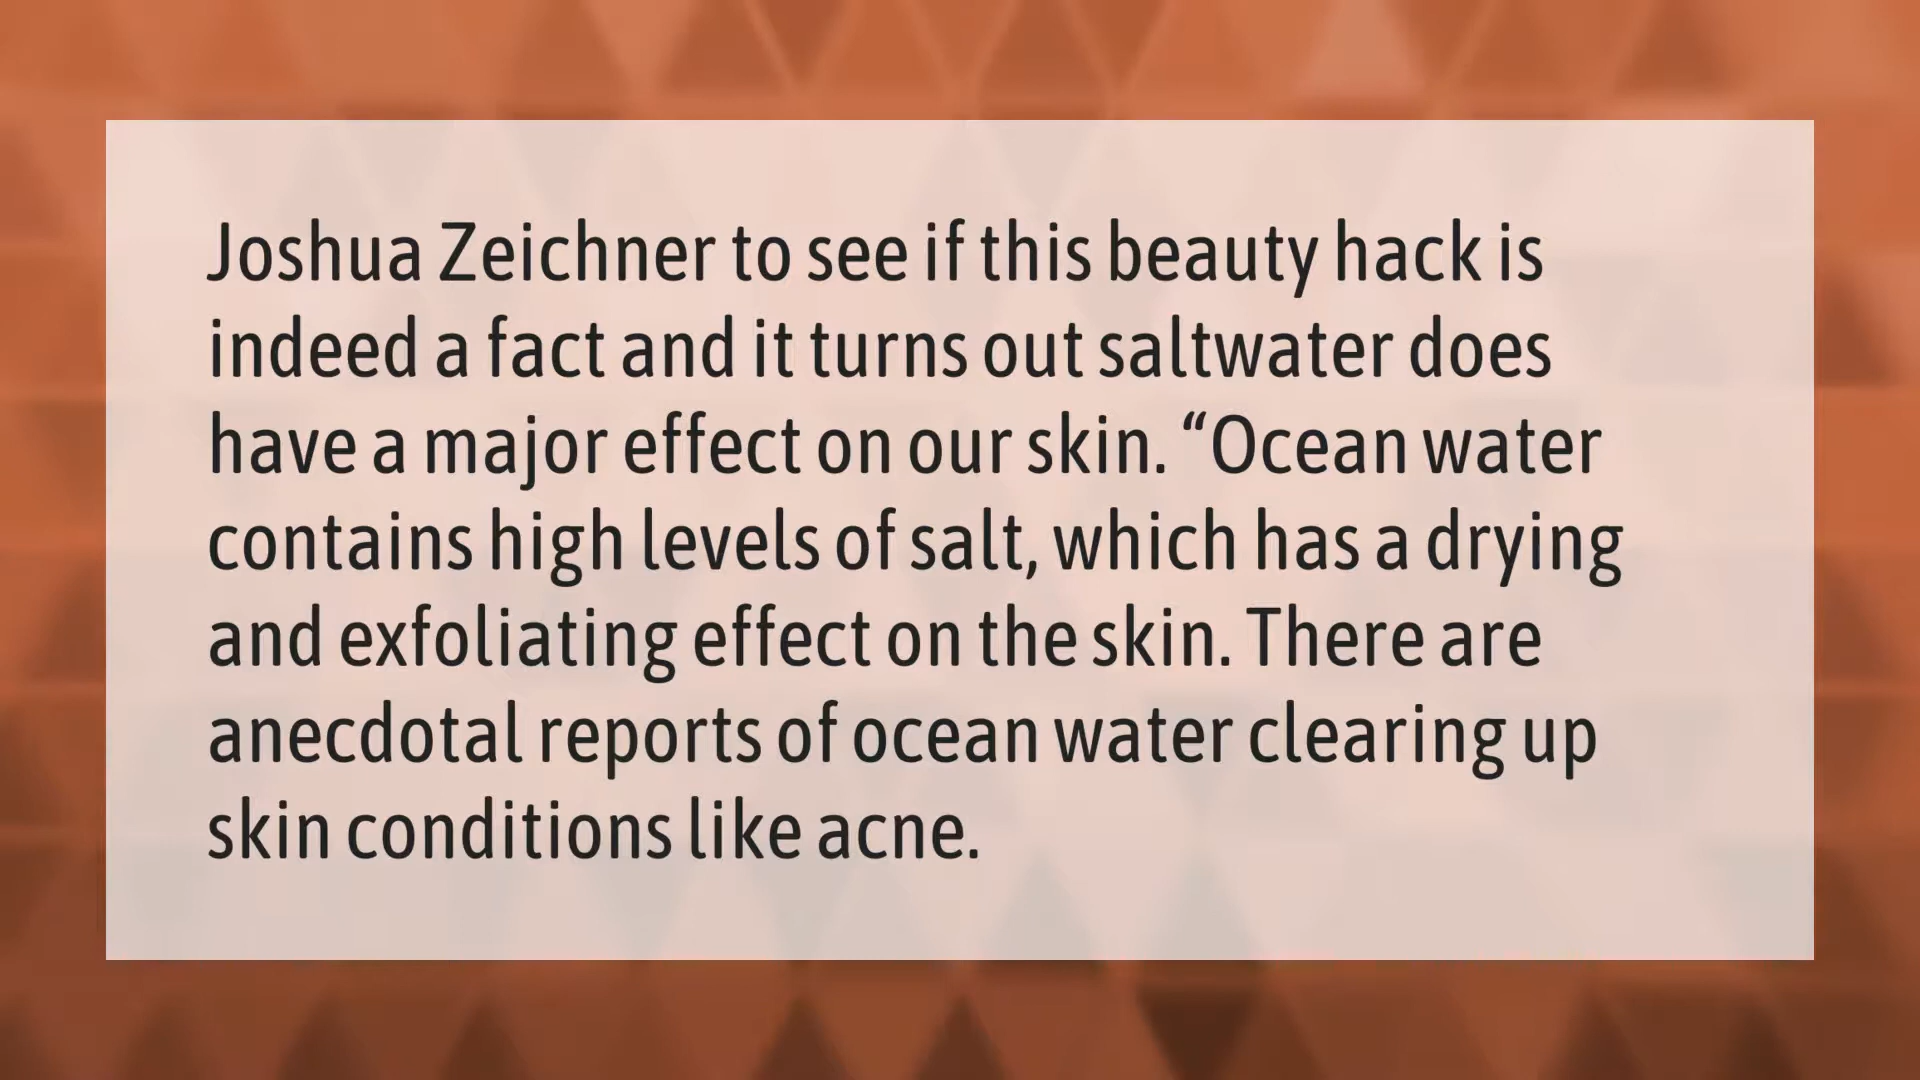 Joshua Zeichner to see if this beauty hack is
indeed a fact and it turns out saltwater does
have a major effect on our skin. “Ocean water
contains high levels of salt, which has a drying
and exfoliating effect on the skin. There are
anecdotal reports of ocean water clearing up
skin conditions like acne.